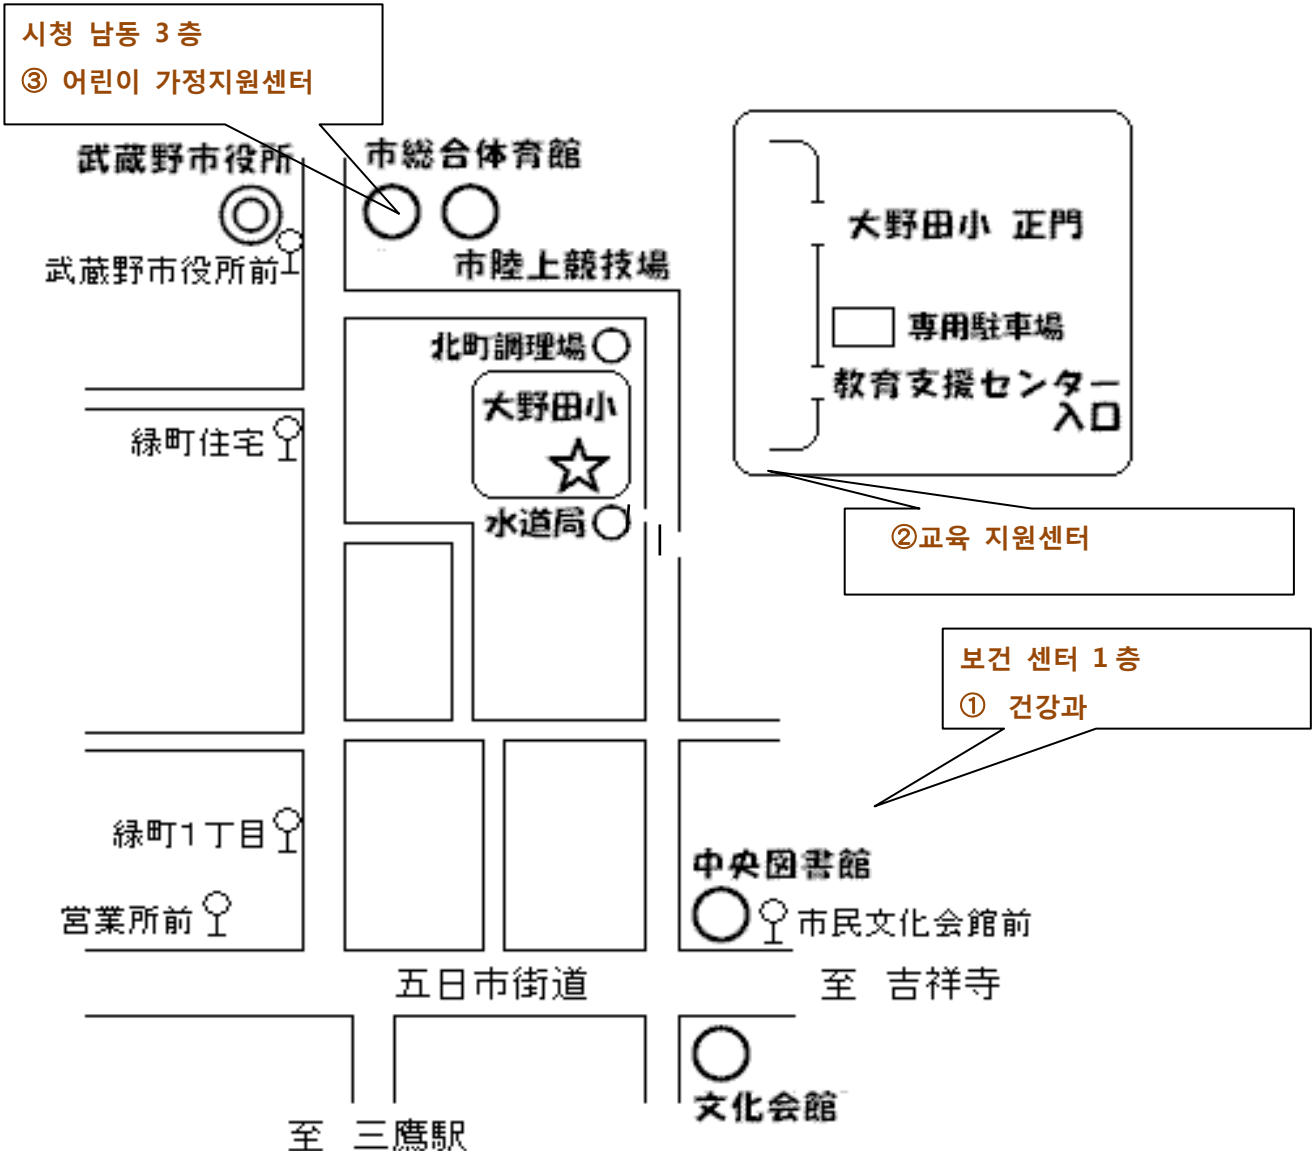 시청 남동 3층
③ 어린이 가정지원센터
武蔵野市役所
市総合体育館
武蔵野市役所前
市陸上競技場
大野田小 正門
専用駐車場
教育支援センター
入口
北町調理場
大野田小
緑町住宅
水道局
②교육 지원센터
보건 센터 1층
① 건강과
緑町1丁目
中央図書館
営業所前
市民文化会館前
五日市街道
至 吉祥寺
文化会館
至 三鷹駅